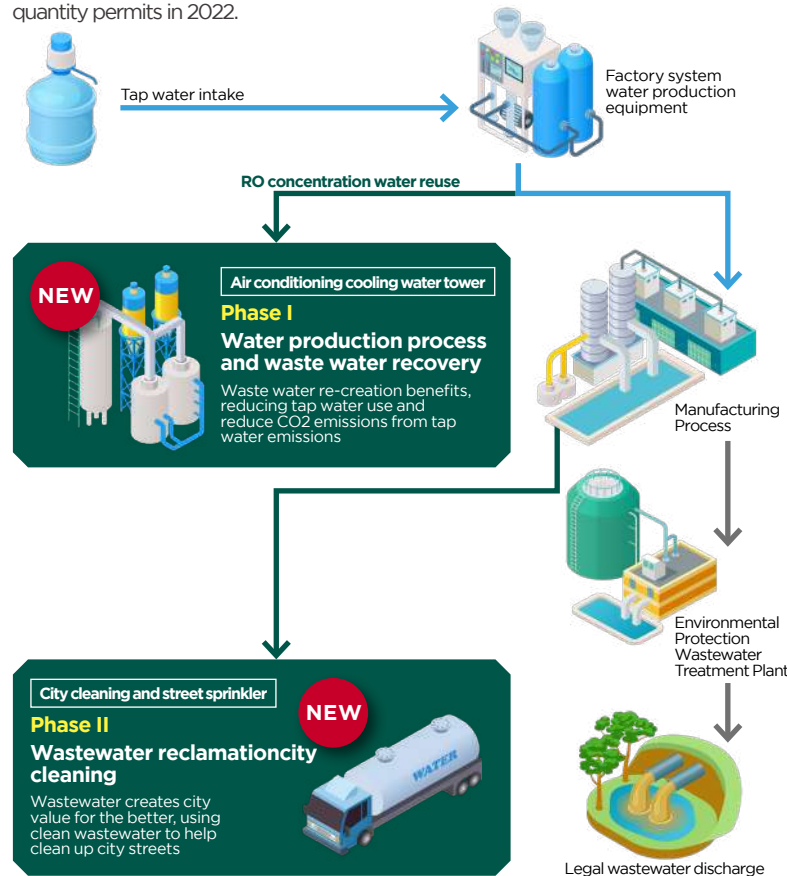 quantity permits in 2022.
Tap water intake
Factory system
water production
equipment
RO concentration water reuse
NEW
Air conditioning cooling water tower
Phase I
Water production process
and waste water recovery
Waste water re-creation benefits,
reducing tap water use and
reduce CO2 emissions from tap
water emissions
Manufacturing
Process
Environmental
Protection
Wastewater
Treatment Plant
City cleaning and street sprinkler
NEW
Phase II
Wastewater reclamationcity
cleaning
Wastewater creates city
value for the better, using
clean wastewater to help
clean up city streets
WATER
Legal wastewater discharge